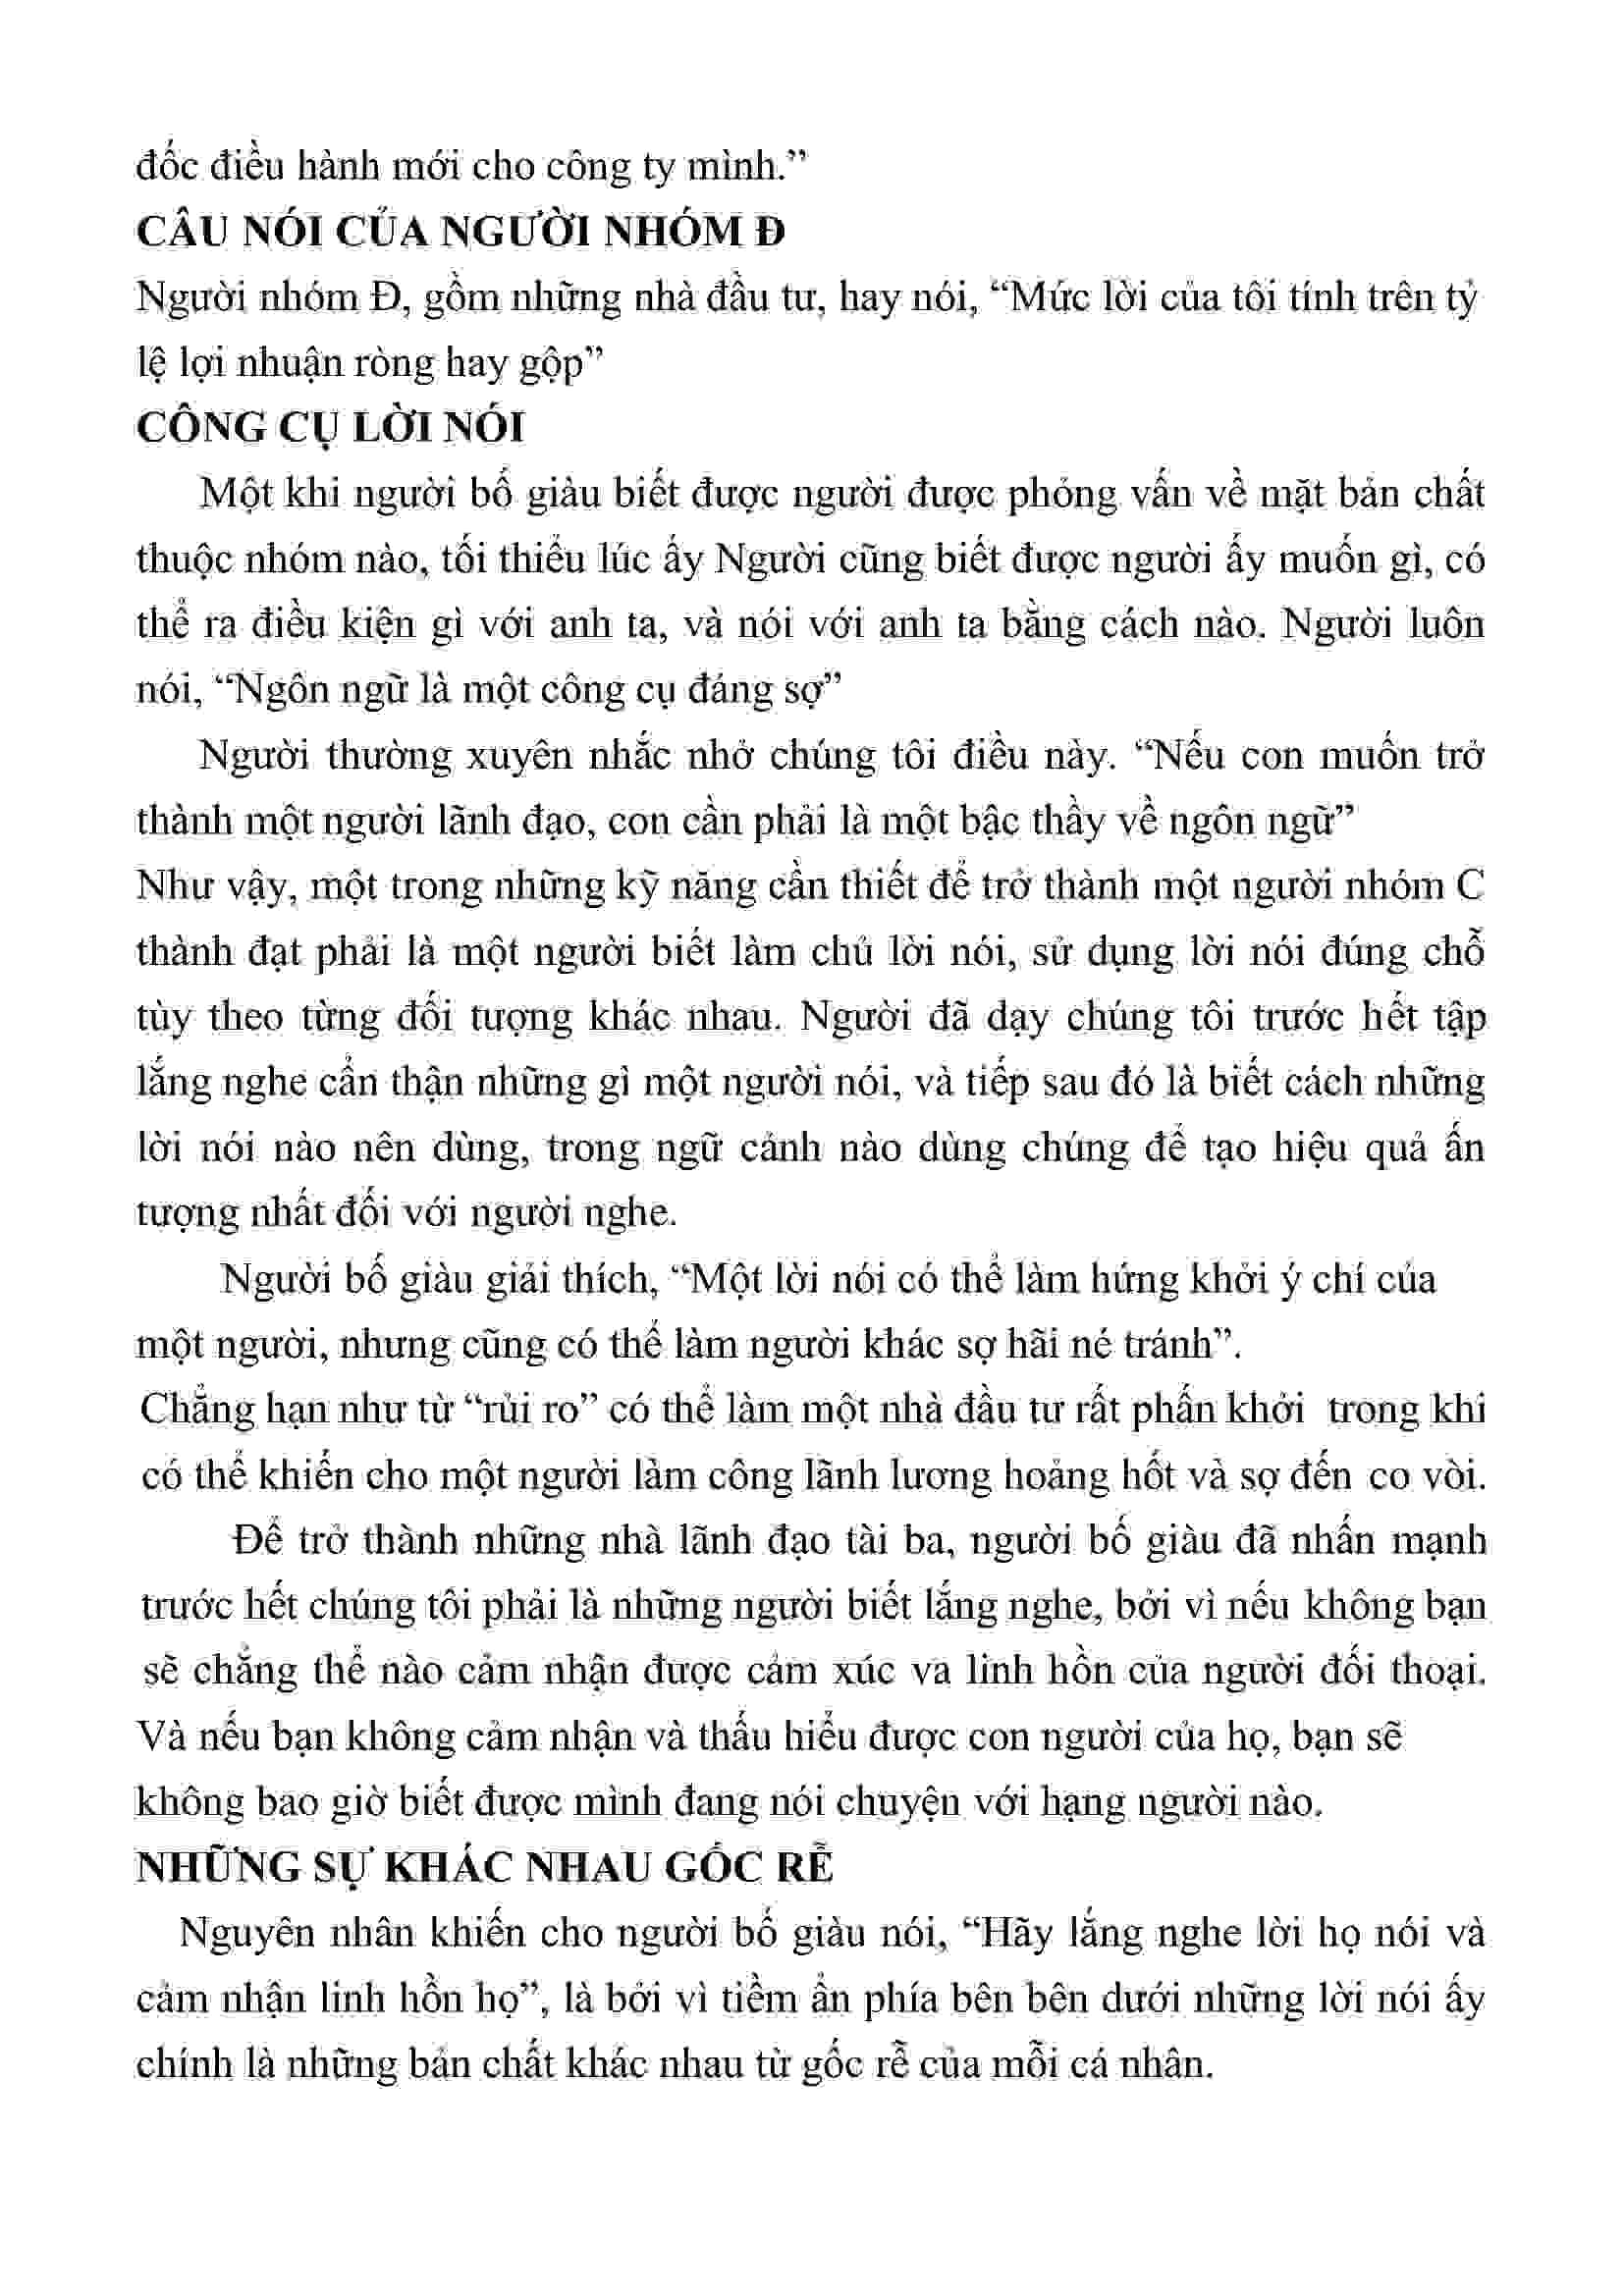 đốc điều hành mới cho công ty mình.”
CÂU NÓI CỦA NGƯỜI NHÓM Đ
Người nhóm Đ, gồm những nhà đầu tư, hay nói, “Mức lời của tôi tính trên tỷ
lệ lợi nhuận ròng hay gộp”
CÔNG CỤ LỜI NÓI
Một khi người bố giàu biết được người được phỏng vấn về mặt bản chất
thuộc nhóm nào, tối thiểu lúc ấy Người cũng biết được người ấy muốn gì, có
thể ra điều kiện gì với anh ta, và nói với anh ta bằng cách nào. Người luôn
nói, “Ngôn ngữ là một công cụ đáng sợ”
Người thường xuyên nhắc nhở chúng tôi điều này. “Nếu con muốn trở
thành một người lãnh đạo, con cần phải là một bậc thầy về ngôn ngữ”
Như vậy, một trong những kỹ năng cần thiết để trở thành một người nhóm C
thành đạt phải là một người biết làm chủ lời nói, sử dụng lời nói đúng chỗ
tùy theo từng đối tượng khác nhau. Người đã dạy chúng tôi trước hết tập
lắng nghe cẩn thận những gì một người nói, và tiếp sau đó là biết cách những
lời nói nào nên dùng, trong ngữ cảnh nào dùng chúng để tạo hiệu quả ấn
tượng nhất đối với người nghe.
Người bố giàu giải thích, “Một lời nói có thể làm hứng khởi ý chí của
một người, nhưng cũng có thể làm người khác sợ hãi né tránh”.
Chẳng hạn như từ “rủi ro” có thể làm một nhà đầu tư rất phấn khởi trong khi
có thể khiến cho một người làm công lãnh lương hoảng hốt và sợ đến co vòi.
Để trở thành những nhà lãnh đạo tài ba, người bố giàu đã nhấn mạnh
trước hết chúng tôi phải là những người biết lắng nghe, bởi vì nếu không bạn
sẽ chẳng thể nào cảm nhận được cảm xúc va linh hồn của người đối thoại.
Và nếu bạn không cảm nhận và thấu hiểu được con người của họ, bạn sẽ
không bao giờ biết được mình đang nói chuyện với hạng người nào.
NHỮNG SỰ KHÁC NHAU GỐC RỄ
Nguyên nhân khiến cho người bố giàu nói, “Hãy lắng nghe lời họ nói và
cảm nhận linh hồn họ”, là bởi vì tiềm ẩn phía bên bên dưới những lời nói ấy
chính là những bản chất khác nhau từ gốc rễ của mỗi cá nhân.